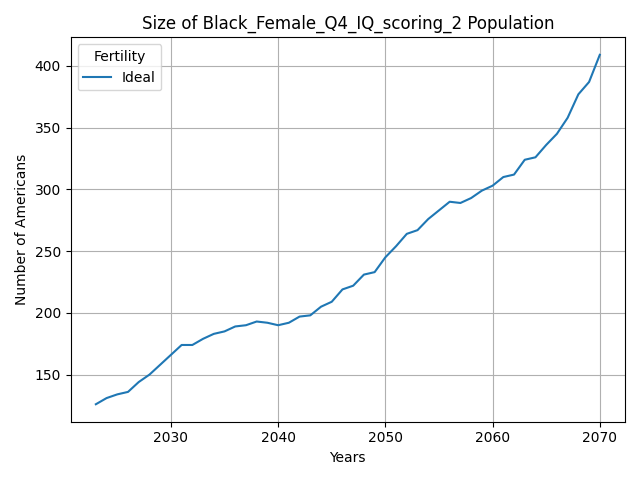 Size of Black_Female_Q4_IQ_scoring_2 Population
Fertility
Ideal
Number of Americans
400
350
300
250
200
150
2030 2040 2050 2060 2070
Years